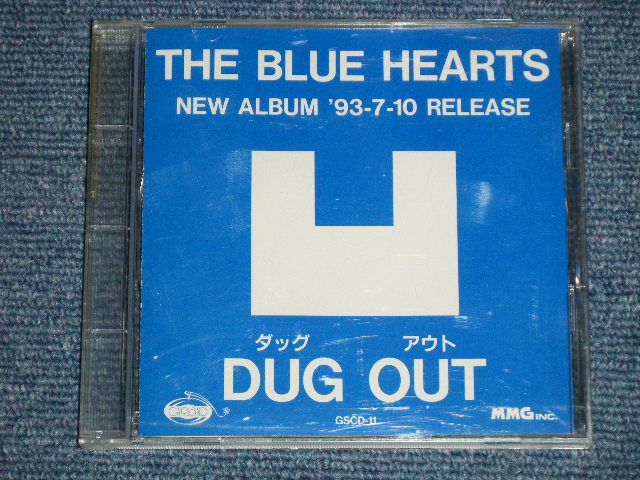 THE BLUE HEARTS
NEW ALBUM '93-7-10 RELEASE
ダッグ アウト
DUG OUT
GSCD-11
MMG INC.